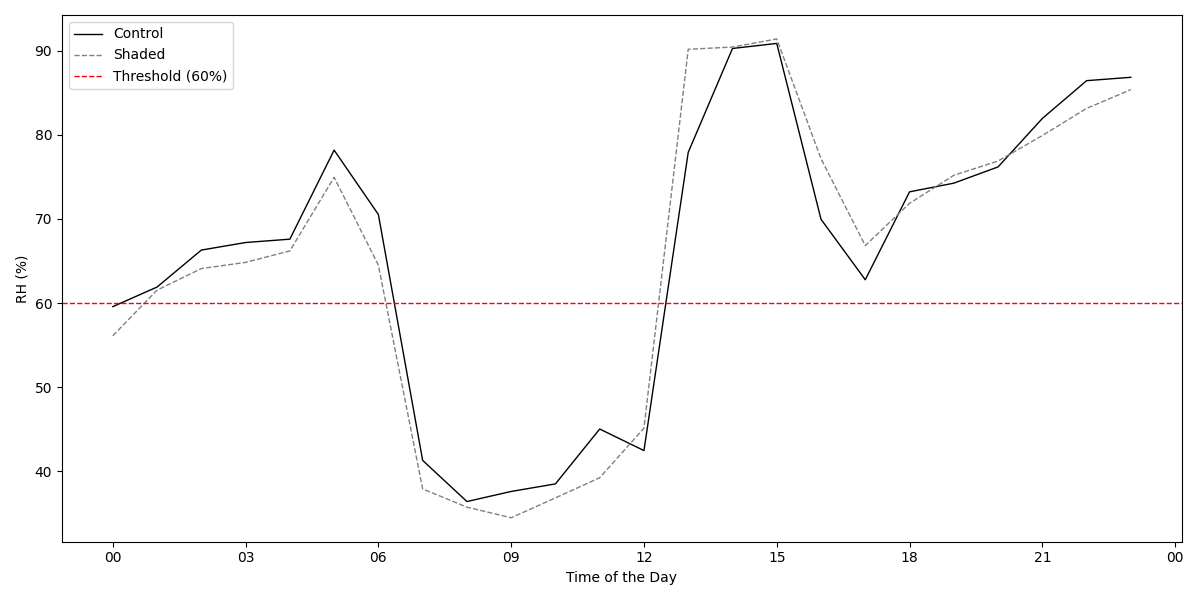 Control
Shaded
Threshold (60%)
90
80
70
60
50
40
RH (%)
00 03 06 09 12 15 18 21 00
Time of the Day